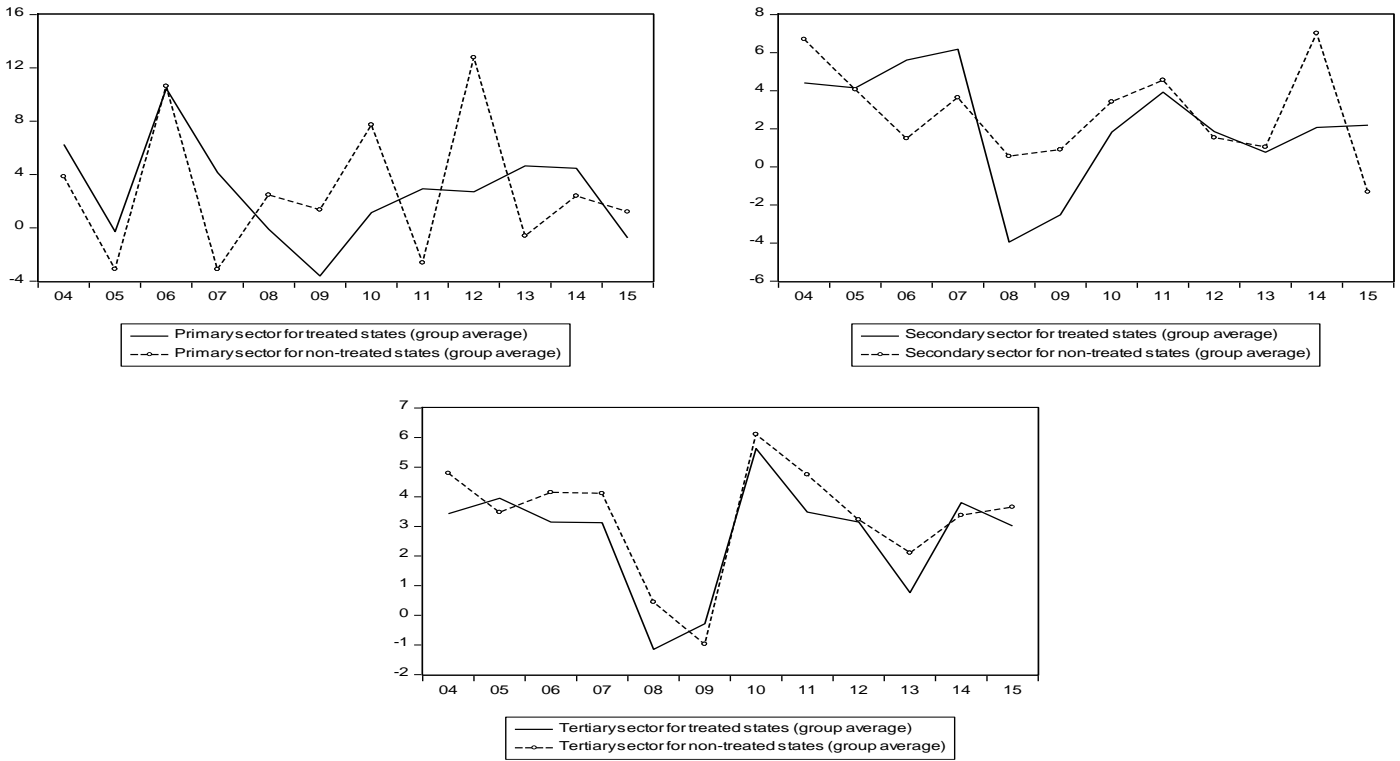 16
12
8
4
0
-4
04 05 06 07 08 09 10 11 12 13 14 15
Primary sector for treated states (group average)
Primary sector for non-treated states (group average)
8
6
4
2
0
-2
-4
-6
04 05 06 07 08 09 10 11 12 13 14 15
Secondary sector for treated states (group average)
Secondary sector for non-treated states (group average)
7
6
5
4
3
2
1
0
-1
-2
04 05 06 07 08 09 10 11 12 13 14 15
Tertiary sector for treated states (group average)
Tertiary sector for non-treated states (group average)